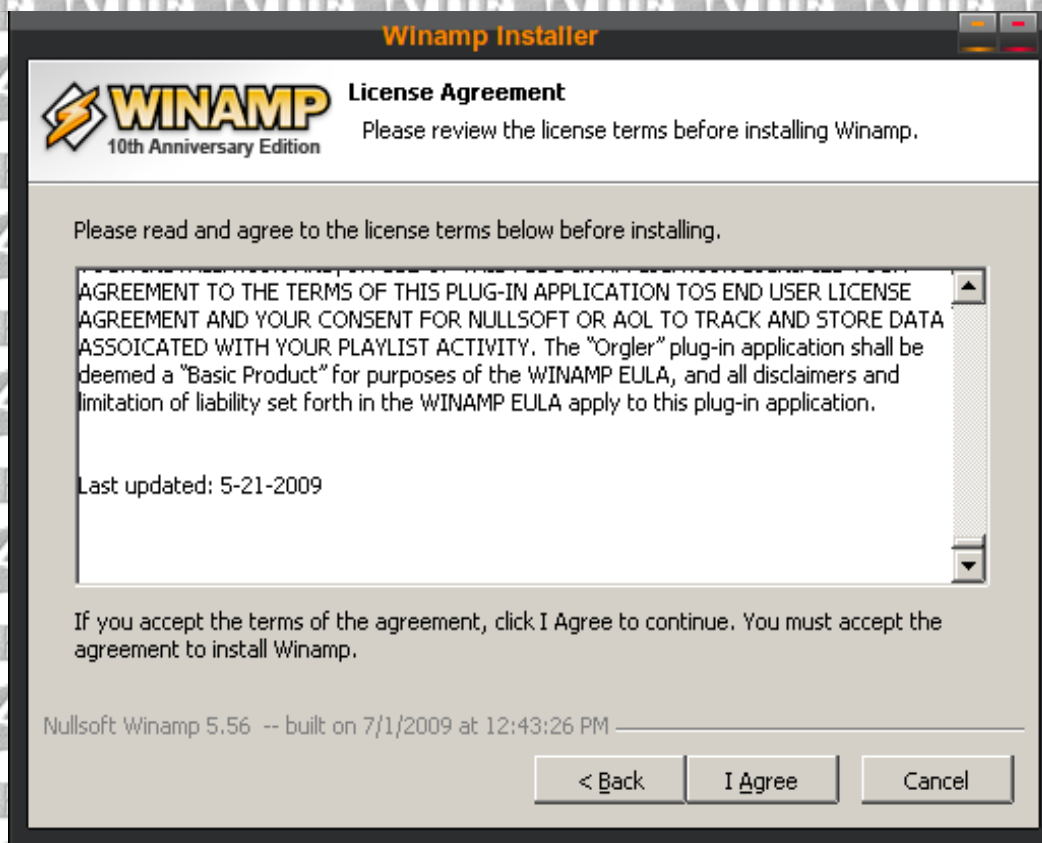 Winamp Installer
WINAMP
10th Anniversary Edition
License Agreement
Please review the license terms before installing Winamp.
Please read and agree to the license terms below before installing.
AGREEMENT TO THE TERMS OF THIS PLUG-IN APPLICATION TOS END USER LICENSE
AGREEMENT AND YOUR CONSENT FOR NULLSOFT OR AOL TO TRACK AND STORE DATA
ASSOICATED WITH YOUR PLAYLIST ACTIVITY. The “Orgler” plug-in application shall be
deemed a “Basic Product” for purposes of the WINAMP EULA, and all disclaimers and
limitation of liability set forth in the WINAMP EULA apply to this plug-in application.
Last updated: 5-21-2009
If you accept the terms of the agreement, click I Agree to continue. You must accept the
agreement to install Winamp.
Nullsoft Winamp 5.56 -- built on 7/1/2009 at 12:43:26 PM
< Back
I Agree
Cancel